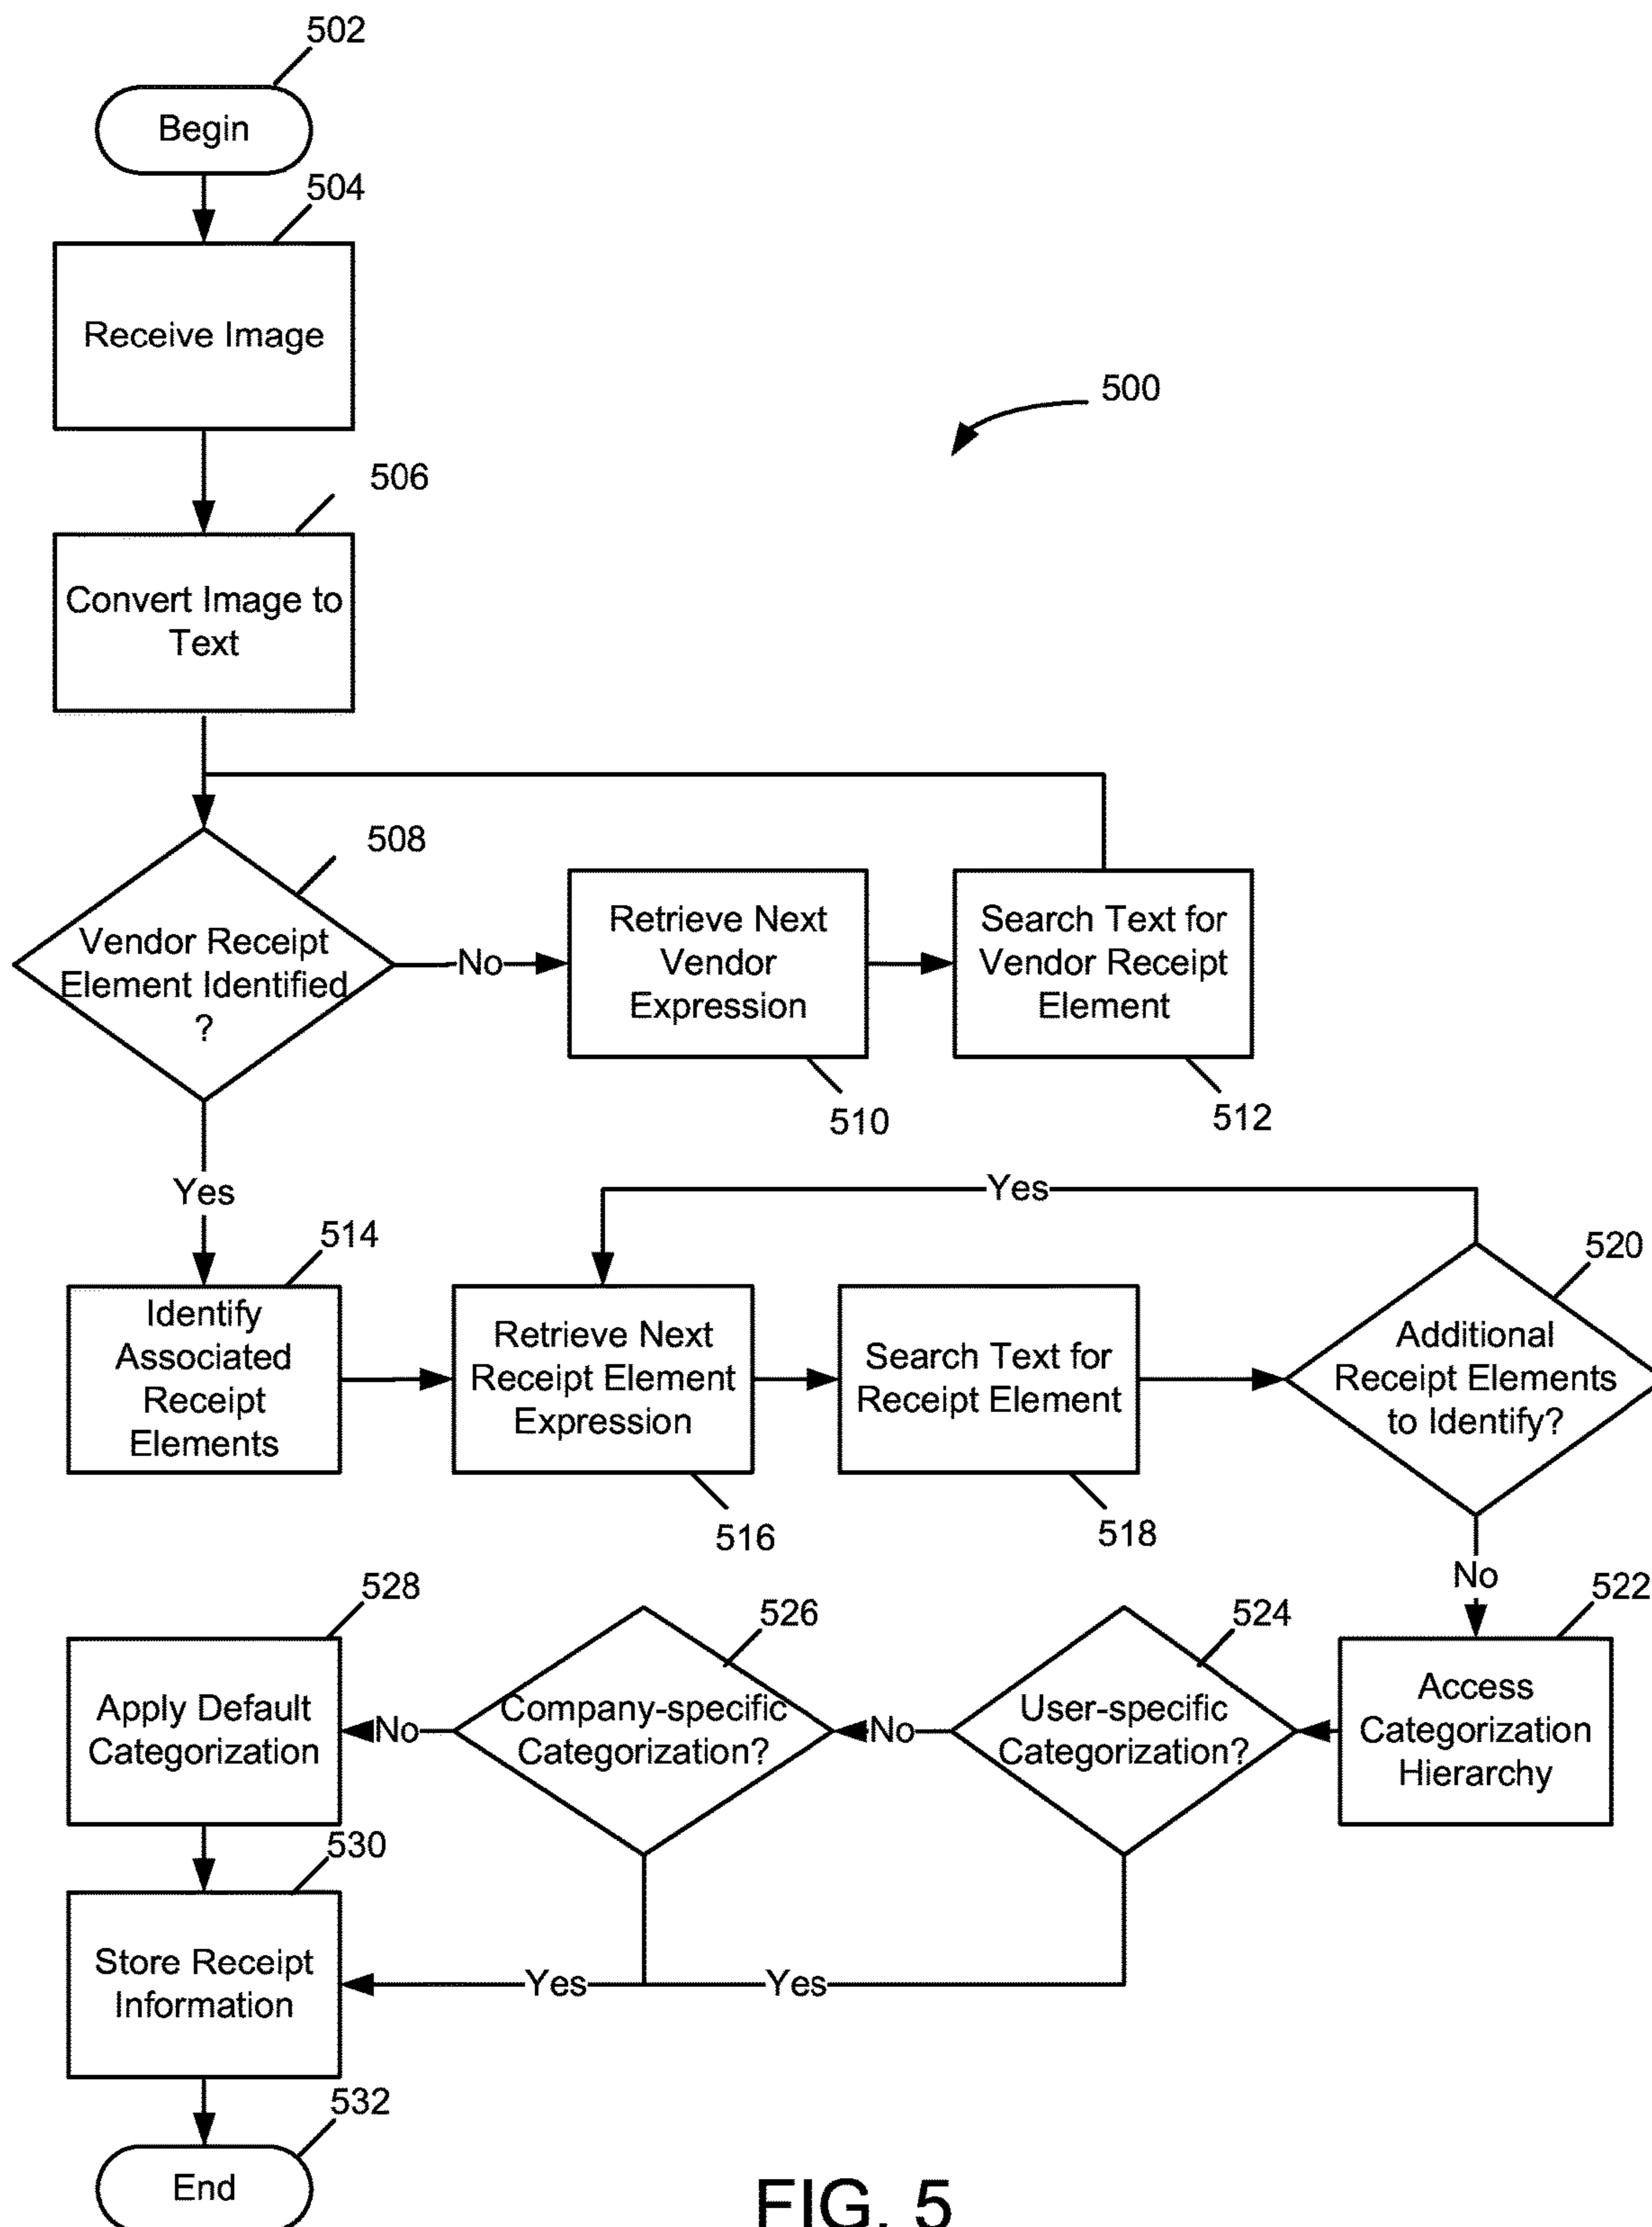 502
Begin
504
Receive Image
500
506
Convert Image to
Text
508
Vendor Receipt
Element Identified
?
No
Retrieve Next
Vendor
Expression
510
Search Text for
Vendor Receipt
Element
512
Yes
Yes
514
Identify
Associated
Receipt
Elements
Retrieve Next
Receipt Element
Expression
516
Search Text for
Receipt Element
518
520
Additional
Receipt Elements
to Identify?
No
522
Access
Categorization
Hierarchy
524
User-specific
Categorization?
No
526
Company-specific
Categorization?
No
528
Apply Default
Categorization
530
Store Receipt
Information
Yes
Yes
532
End
FIG. 5